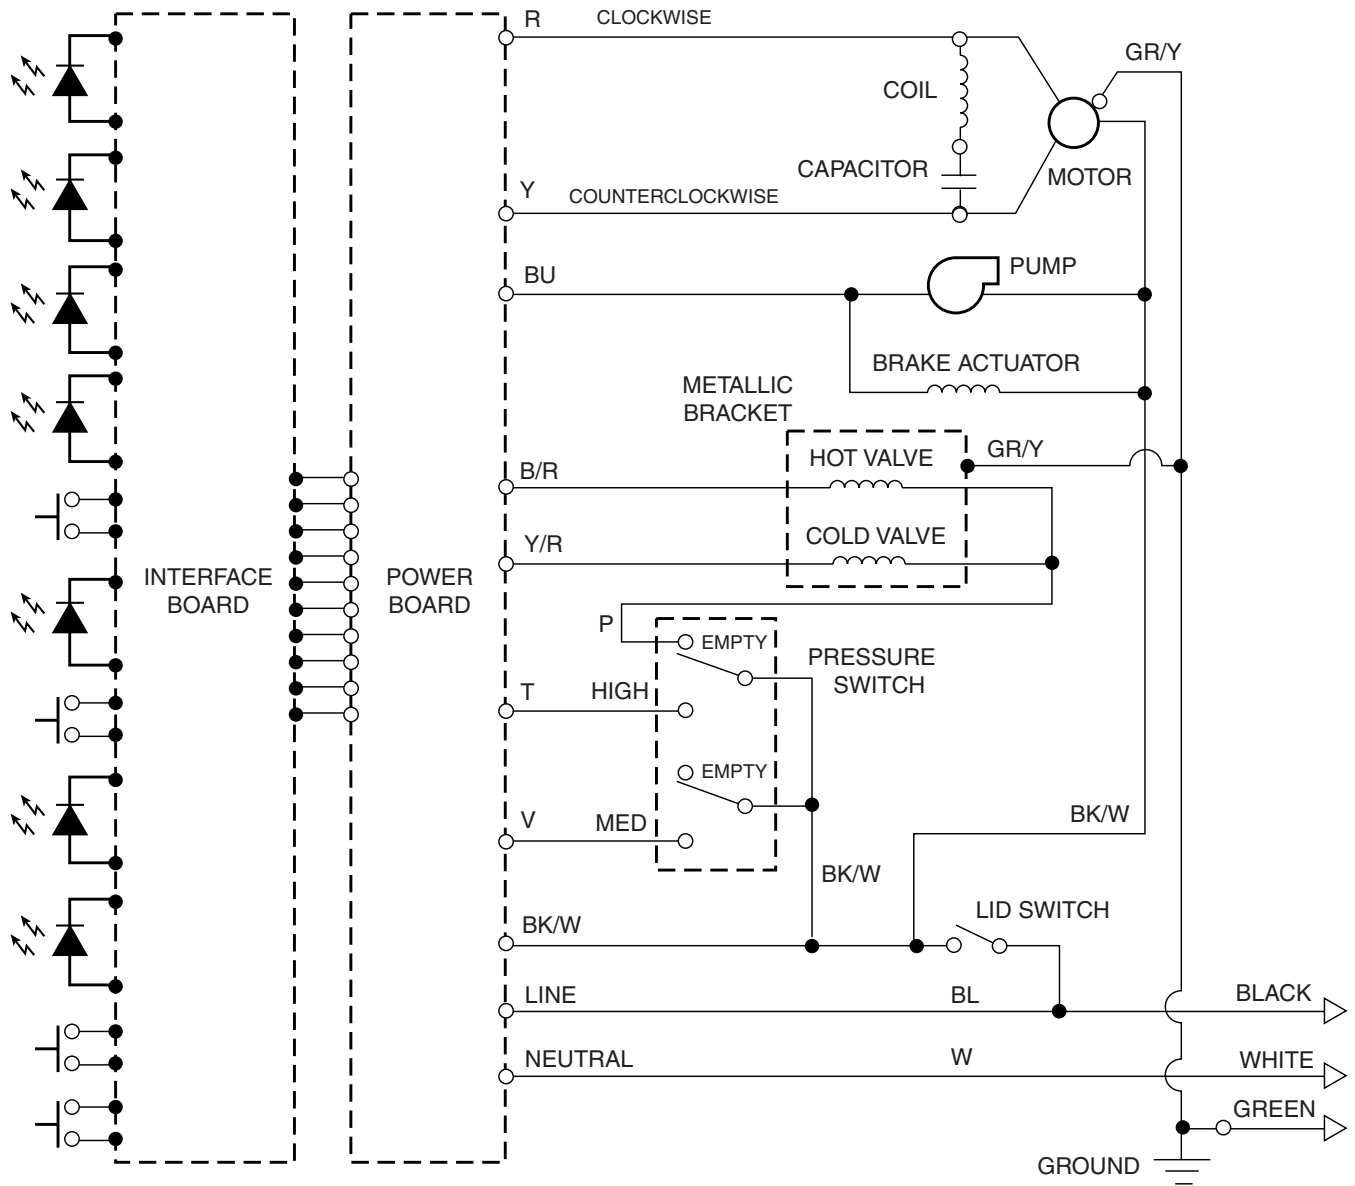 R
CLOCKWISE
GR/Y
COIL
CAPACITOR
MOTOR
Y
COUNTERCLOCKWISE
BU
PUMP
BRAKE ACTUATOR
METALLIC
BRACKET
B/R
HOT VALVE
GR/Y
Y/R
COLD VALVE
INTERFACE
BOARD
POWER
BOARD
P
EMPTY
PRESSURE
SWITCH
T
HIGH
EMPTY
V
MED
BK/W
BK/W
BK/W
LID SWITCH
LINE
BL
BLACK
NEUTRAL
W
WHITE
GREEN
GROUND